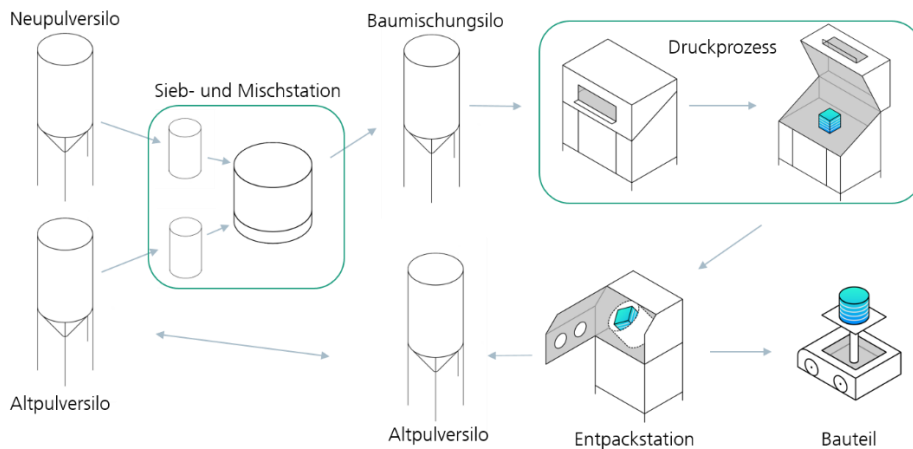 Neupulversilo
Baumischungsilo
Druckprozess
Sieb- und Mischstation
Altpulversilo
Altpulversilo
Entpackstation
Bauteil